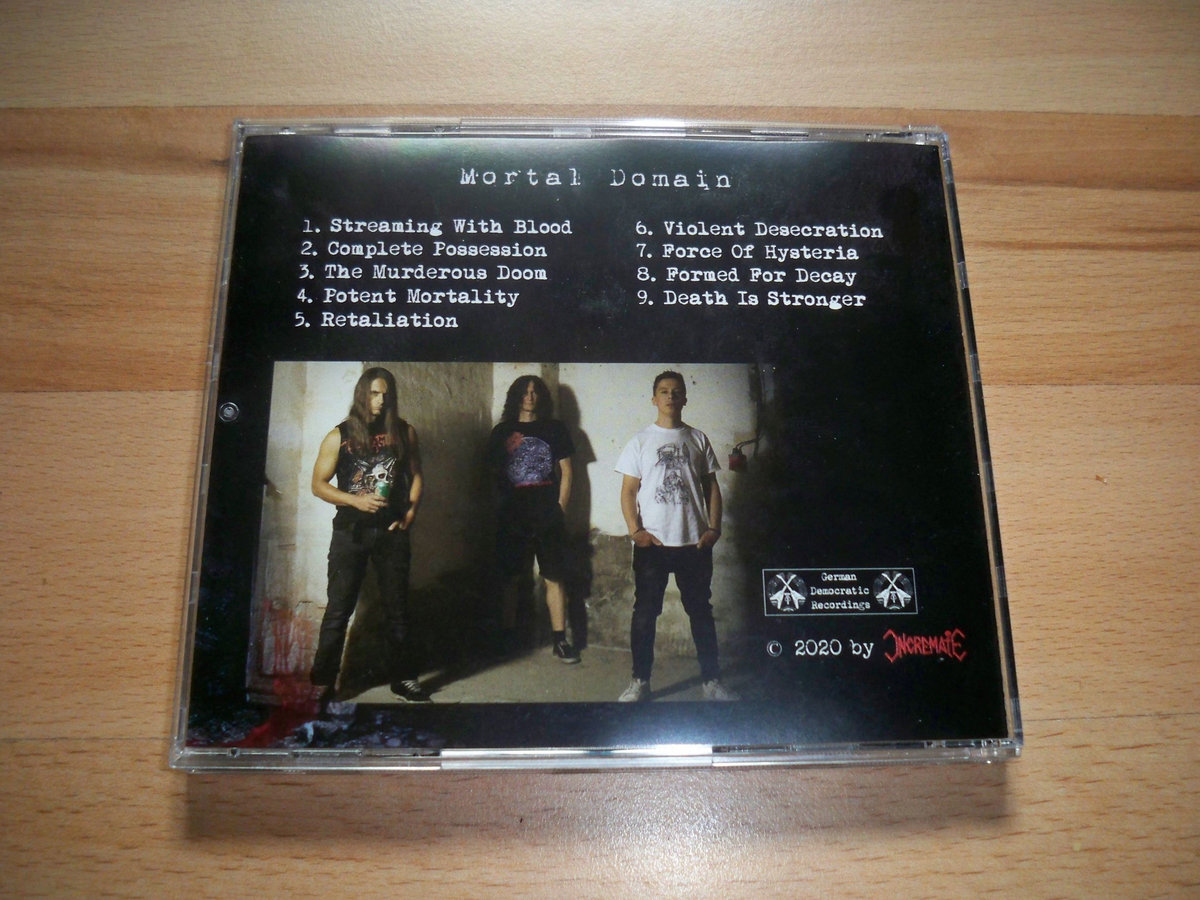 Mortal Domain
1. Streaming With Blood
2. Complete Possession
3. The Murderous Doom
4. Potent Mortality
5. Retaliation
6. Violent Desecration
7. Force Of Hysteria
8. Formed For Decay
9. Death Is Stronger
German
Democratic
Recordings
© 2020 by INCREMATE